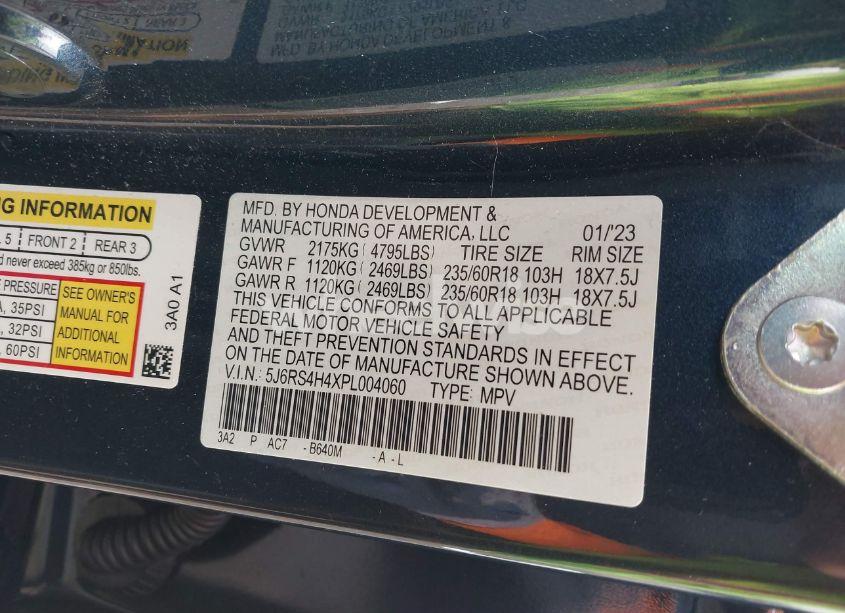 NG INFORMATION
5 FRONT 2 REAR 3
d never exceed 385kg or 850lbs.
E PRESSURE
A, 35PSI
, 32PSI
, 60PSI
SEE OWNER'S
MANUAL FOR
ADDITIONAL
INFORMATION
3A0 A1
MFD. BY HONDA DEVELOPMENT &
MANUFACTURING OF AMERICA, LLC 01/'23
GVWR 2175KG ( 4795LBS) TIRE SIZE RIM SIZE
GAWR F 1120KG ( 2469LBS) 235/60R18 103H 18X7.5J
GAWR R 1120KG ( 2469LBS) 235/60R18 103H 18X7.5J
THIS VEHICLE CONFORMS TO ALL APPLICABLE
FEDERAL MOTOR VEHICLE SAFETY
AND THEFT PREVENTION STANDARDS IN EFFECT
ON THE DATE OF MANUFACTURE SHOWN ABOVE.
V.I.N.: 5J6RS4H4XPL004060 TYPE: MPV
3A2 P AC7 - B640M - A - L